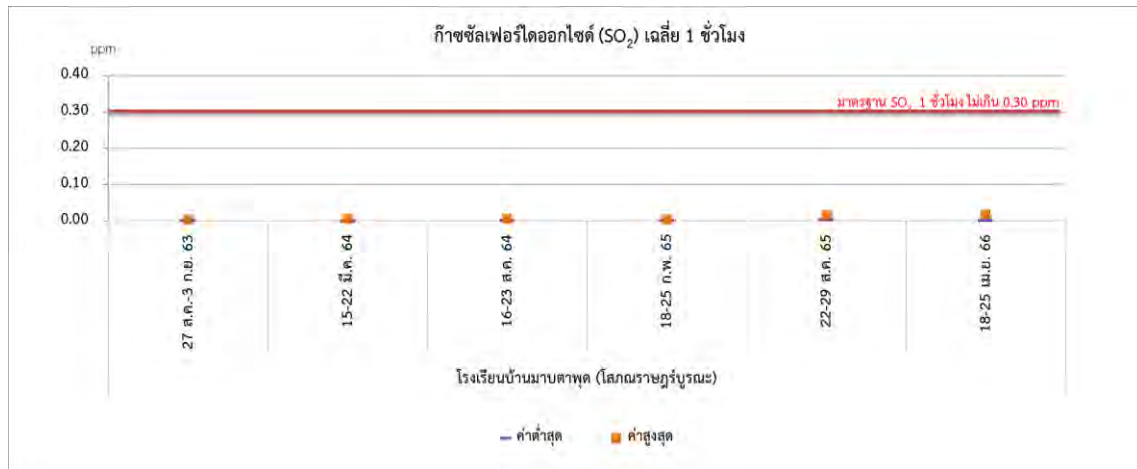 ก๊าซซัลเฟอร์ไดออกไซด์ (SO₂) เฉลี่ย 1 ชั่วโมง
ppm
0.40
0.30
0.20
0.10
0.00
มาตรฐาน SO₂ 1 ชั่วโมง ไม่เกิน 0.30 ppm
27 ส.ค.-3 ก.ย. 63
15-22 มี.ค. 64
16-23 ส.ค. 64
18-25 ก.พ. 65
22-29 ส.ค. 65
18-25 เม.ย. 66
โรงเรียนบ้านมาบตาพุด (โสภณราษฎร์บูรณะ)
ค่าต่ำสุด ค่าสูงสุด